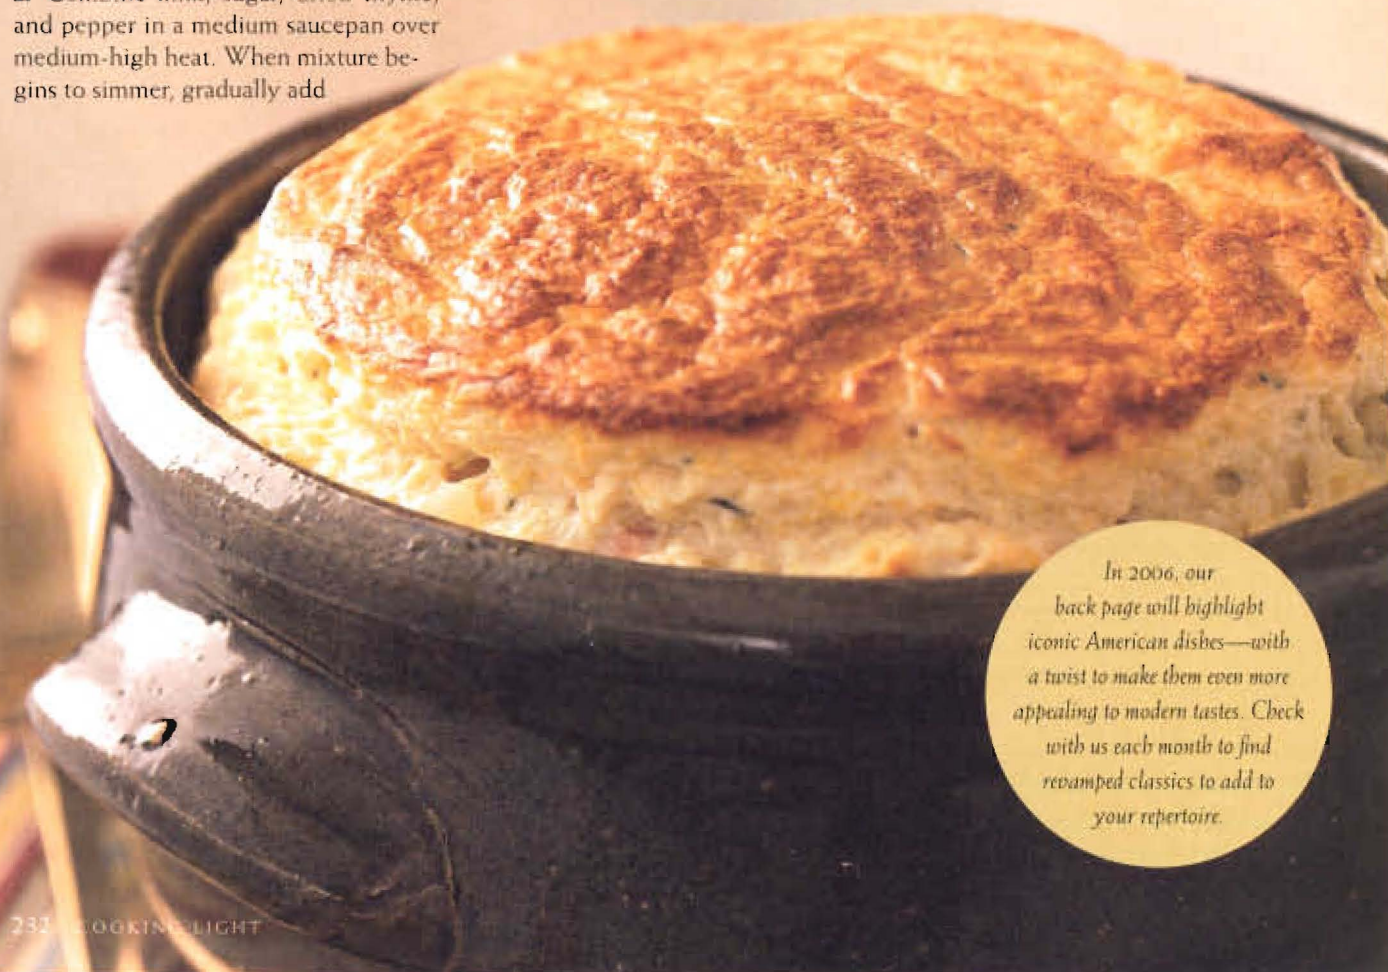 and pepper in a medium saucepan over
medium-high heat. When mixture be-
gins to simmer, gradually add
In 2006, our
back page will highlight
iconic American dishes—with
a twist to make them even more
appealing to modern tastes. Check
with us each month to find
revamped classics to add to
your repertoire.
232 COOKING LIGHT